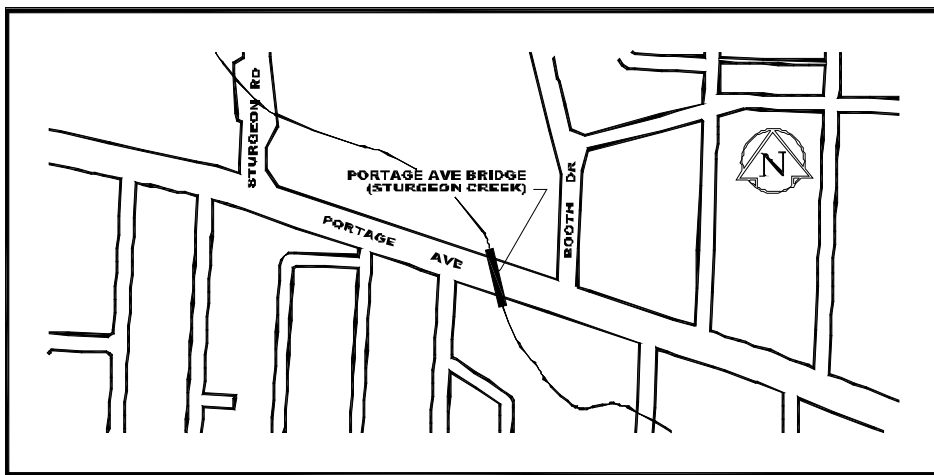 STURGEON RD
PORTAGE AVE BRIDGE
(STURGEON CREEK)
BOOTH DR
PORTAGE AVE
N